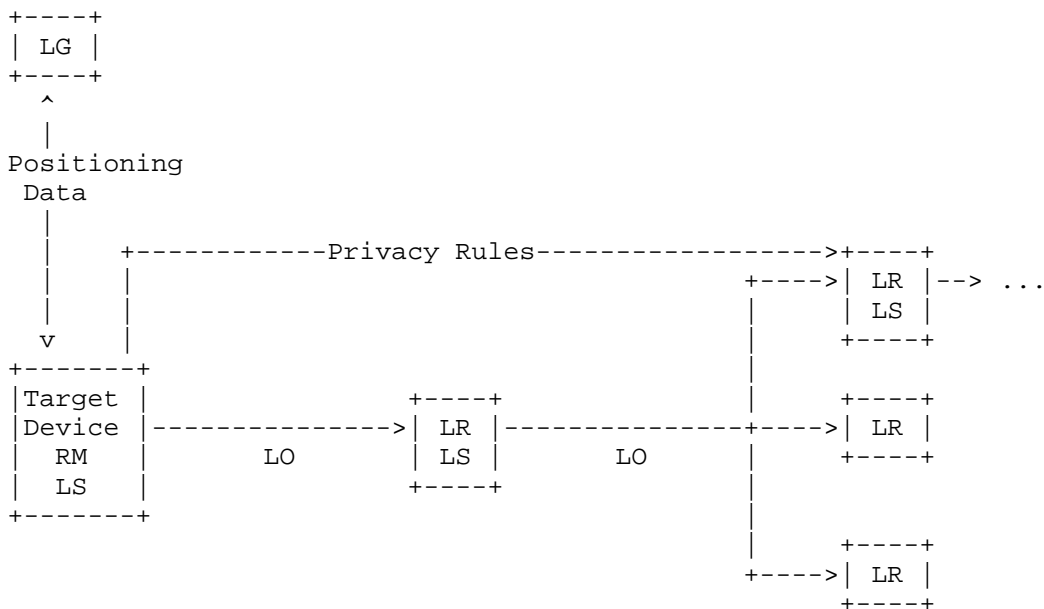 LG
Positioning
Data
Privacy Rules
LR --> ...
LS
Target
Device
RM
LS
LO
LR
LS
LO
LR
LR